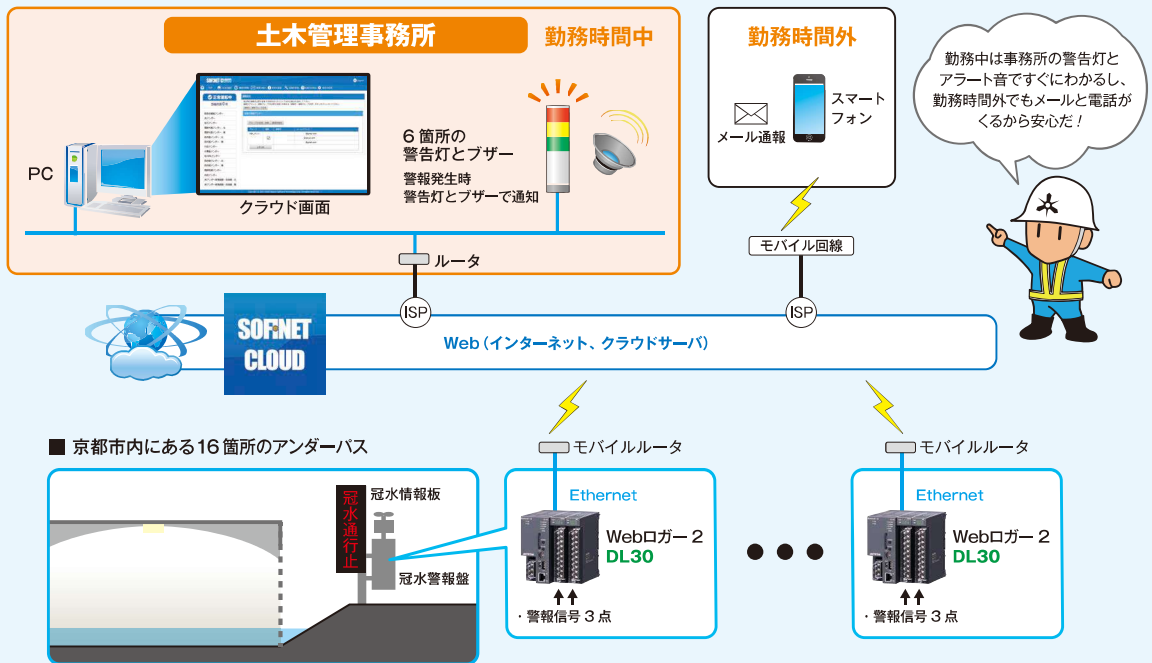 土木管理事務所
勤務時間中
PC
クラウド画面
6箇所の
警告灯とブザー
警報発生時
警告灯とブザーで通知
ルータ
ISP
勤務時間外
メール通報
スマート
フォン
モバイル回線
ISP
勤務中は事務所の警告灯と
アラート音ですぐにわかるし、
勤務時間外でもメールと電話が
くるから安心だ!
SOFINET
CLOUD
Web(インターネット、クラウドサーバ)
■ 京都市内にある16箇所のアンダーパス
冠水通行止
冠水情報板
冠水警報盤
モバイルルータ
Ethernet
Webロガー2
DL30
・警報信号3点
●●●
モバイルルータ
Ethernet
Webロガー2
DL30
・警報信号3点